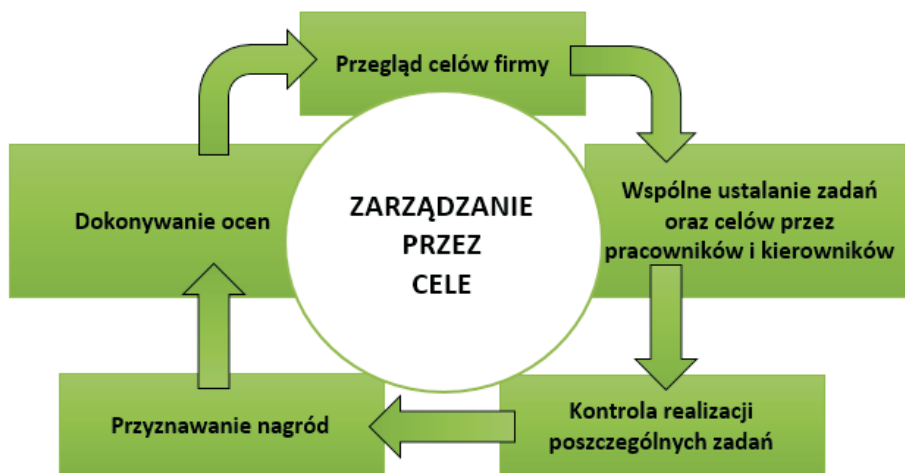 Przegląd celów firmy
Wspólne ustalanie zadań
oraz celów przez
pracowników i kierowników
Kontrola realizacji
poszczególnych zadań
Przyznawanie nagród
Dokonywanie ocen
ZARZĄDZANIE
PRZEZ
CELE